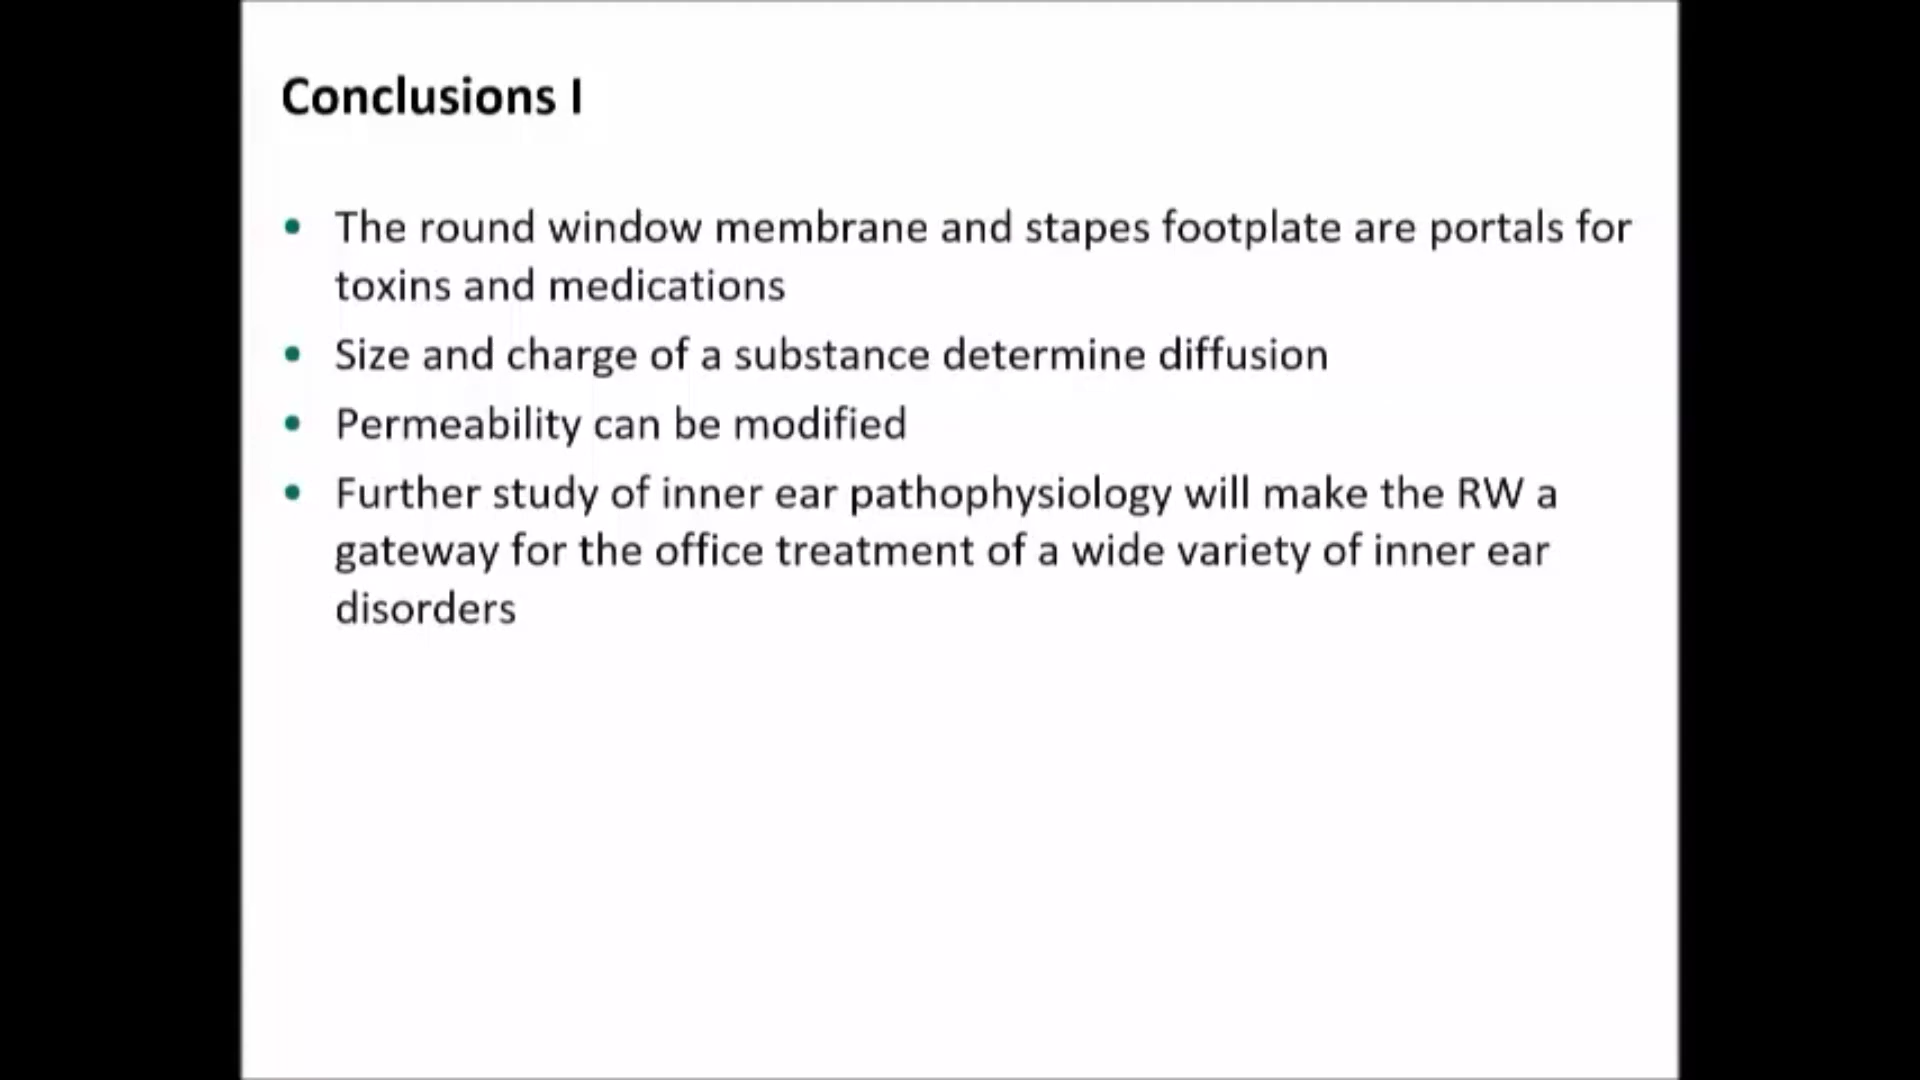 Conclusions I
• The round window membrane and stapes footplate are portals for
toxins and medications
• Size and charge of a substance determine diffusion
• Permeability can be modified
• Further study of inner ear pathophysiology will make the RW a
gateway for the office treatment of a wide variety of inner ear
disorders